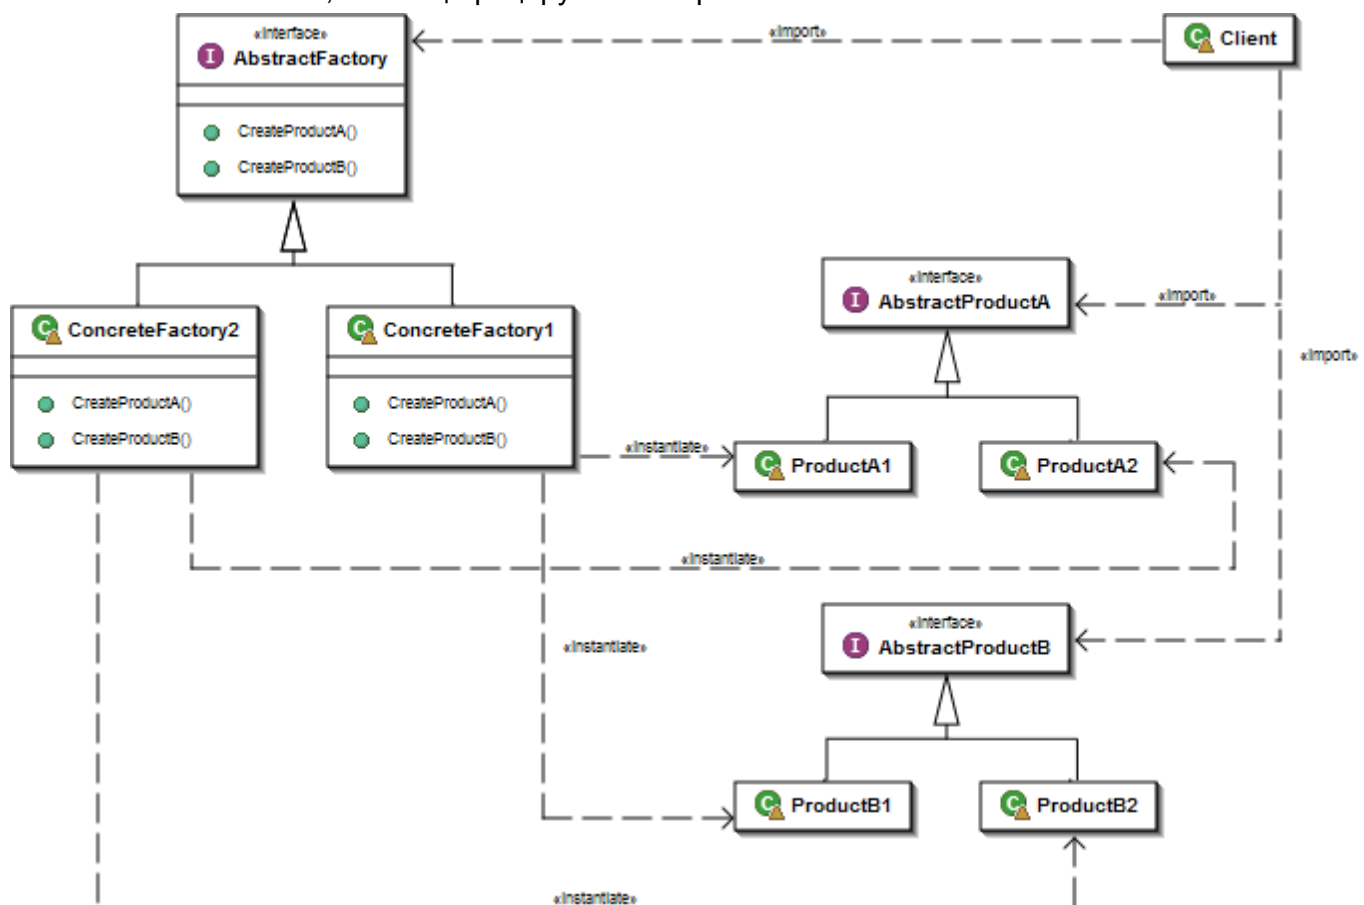 «Interface»
AbstractFactory
CreateProductA()
CreateProductB()
«Import»
Client
ConcreteFactory2
CreateProductA()
CreateProductB()
ConcreteFactory1
CreateProductA()
CreateProductB()
«Interface»
AbstractProductA
«Import»
«Import»
«Instantiate»
ProductA1
ProductA2
«Instantiate»
«Interface»
AbstractProductB
«Instantiate»
ProductB1
ProductB2
«Instantiate»